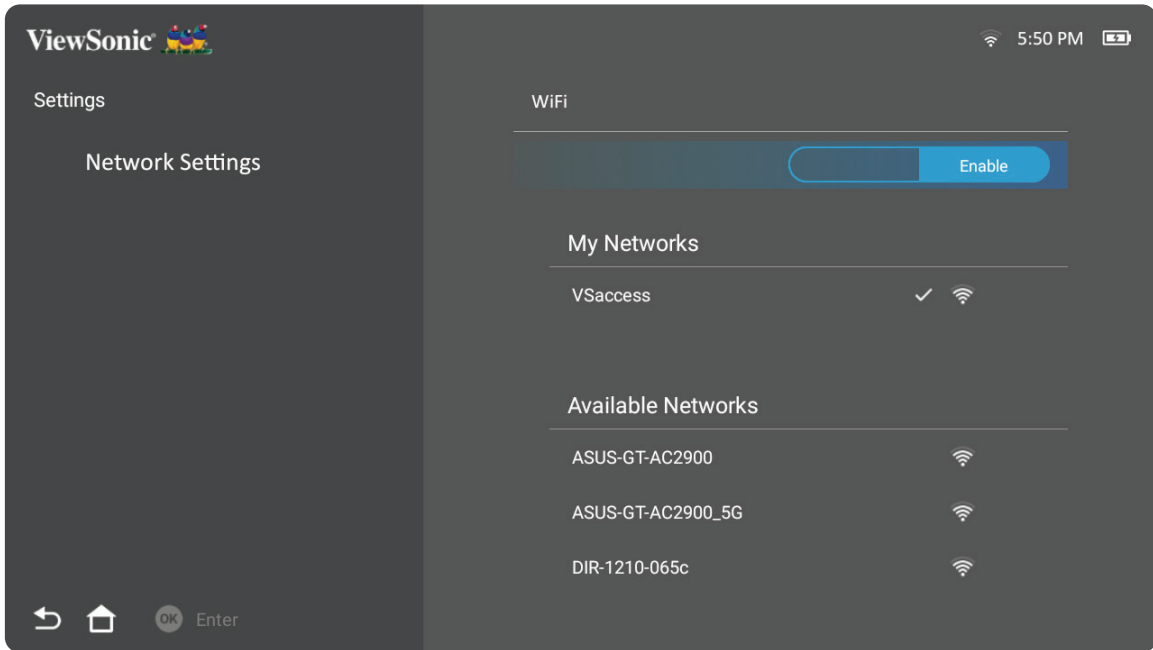 ViewSonic
5:50 PM
Settings
Network Settings
WiFi
Enable
My Networks
VSaccess
Available Networks
ASUS-GT-AC2900
ASUS-GT-AC2900_5G
DIR-1210-065c
OK Enter